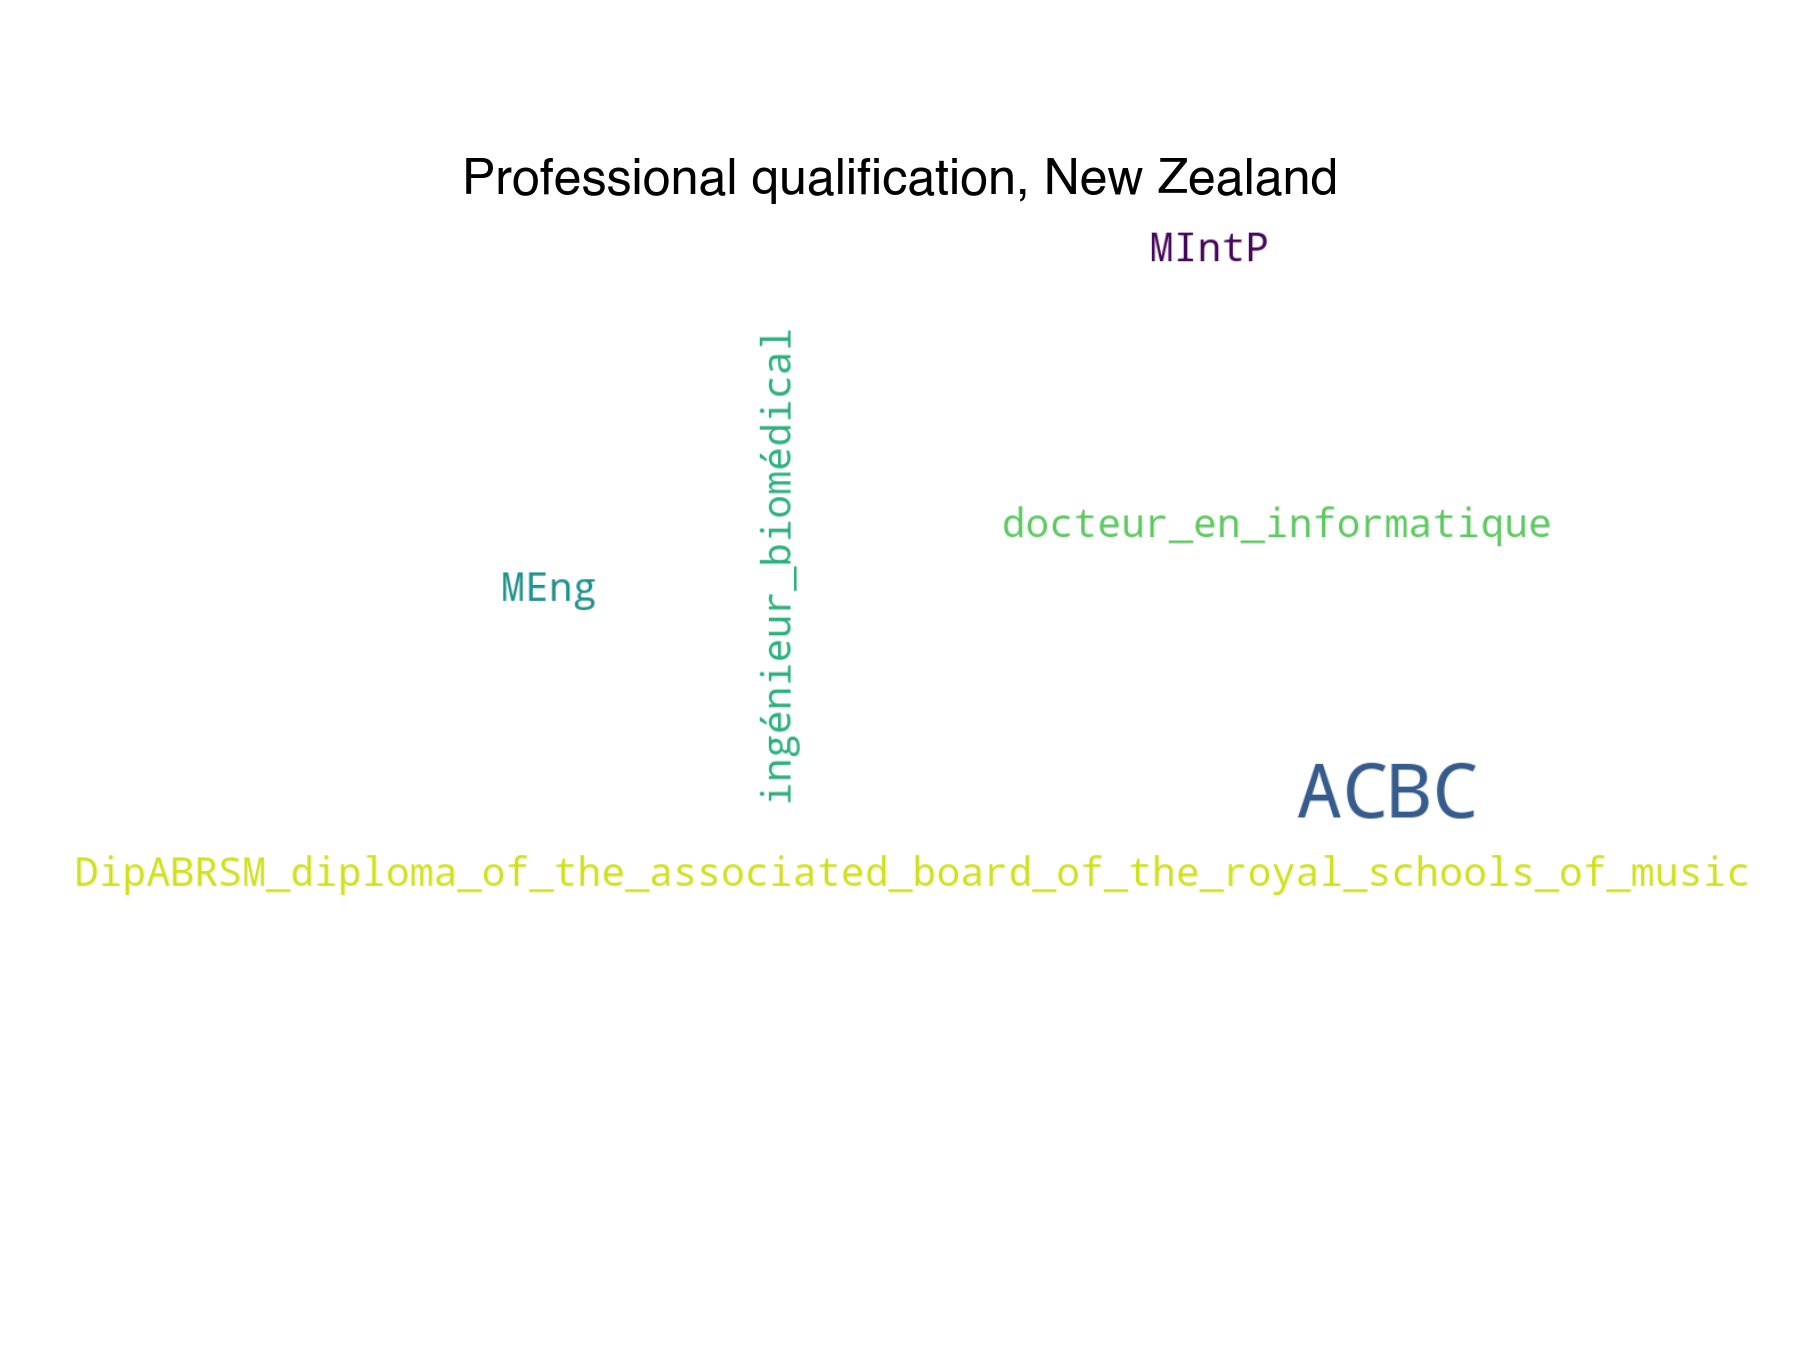 Professional qualification, New Zealand
MIntP
ingénieur_biomédical
docteur_en_informatique
MEng
ACBC
DipABRSM_diploma_of_the_associated_board_of_the_royal_schools_of_music